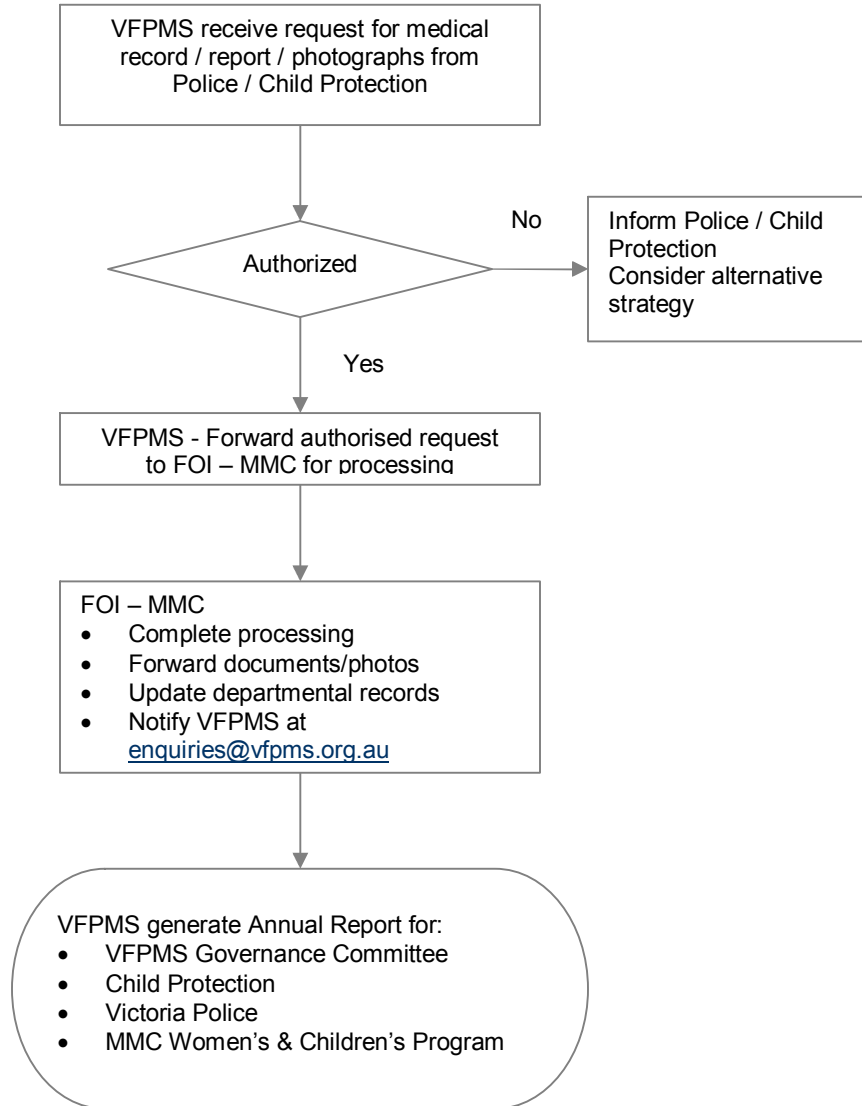 VFPMS receive request for medical
record / report / photographs from
Police / Child Protection
Authorized
No
Inform Police / Child
Protection
Consider alternative
strategy
Yes
VFPMS - Forward authorised request
to FOI – MMC for processing
FOI – MMC
• Complete processing
• Forward documents/photos
• Update departmental records
• Notify VFPMS at
enquiries@vfpms.org.au
VFPMS generate Annual Report for:
• VFPMS Governance Committee
• Child Protection
• Victoria Police
• MMC Women’s & Children’s Program